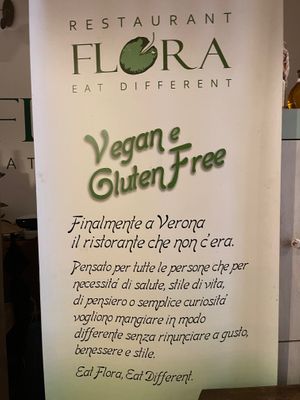 RESTAURANT
FLORA
EAT DIFFERENT
Vegan e
Gluten Free
Finalmente a Verona
il ristorante che non c'era.
Pensato per tutte le persone che per
necessità di salute, stile di vita,
di pensiero o semplice curiosità
vogliono mangiare in modo
differente senza rinunciare a gusto,
benessere e stile.
Eat Flora, Eat Different.